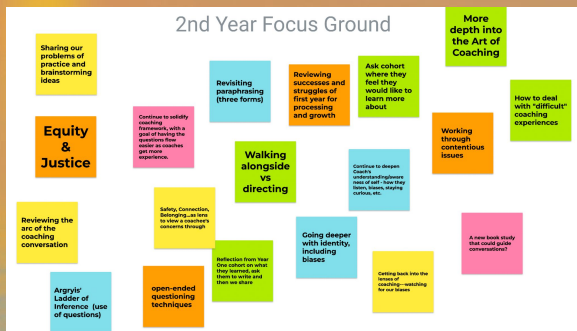 2nd Year Focus Ground
Sharing our
problems of
practice and
brainstorming
ideas
Revisiting
paraphrasing
(three forms)
Reviewing
successes and
struggles of
first year for
processing
and growth
Ask cohort
where they
feel they
would like to
learn more
about
More
depth into
the Art of
Coaching
How to deal
with "difficult"
coaching
experiences
Equity
&
Justice
Continue to solidify
coaching
framework, with a
goal of having the
questions flow
easier as coaches
get more
experience.
Walking
alongside
vs
directing
Working
through
contentious
issues
Continue to deepen
Coach's
understanding/aware
ness of self - how they
listen, biases, staying
curious, etc.
Reviewing the
arc of the
coaching
conversation
Safety, Connection,
Belonging...as lens
to view a coachee's
concerns through
Going deeper
with identity,
including
biases
A new book study
that could guide
conversations?
Reflection from Year
One cohort on what
they learned, ask
them to write and
then we share
Getting back into the
lenses of
coaching—watching
for our biases
Argryis'
Ladder of
Inference (use
of questions)
open-ended
questioning
techniques